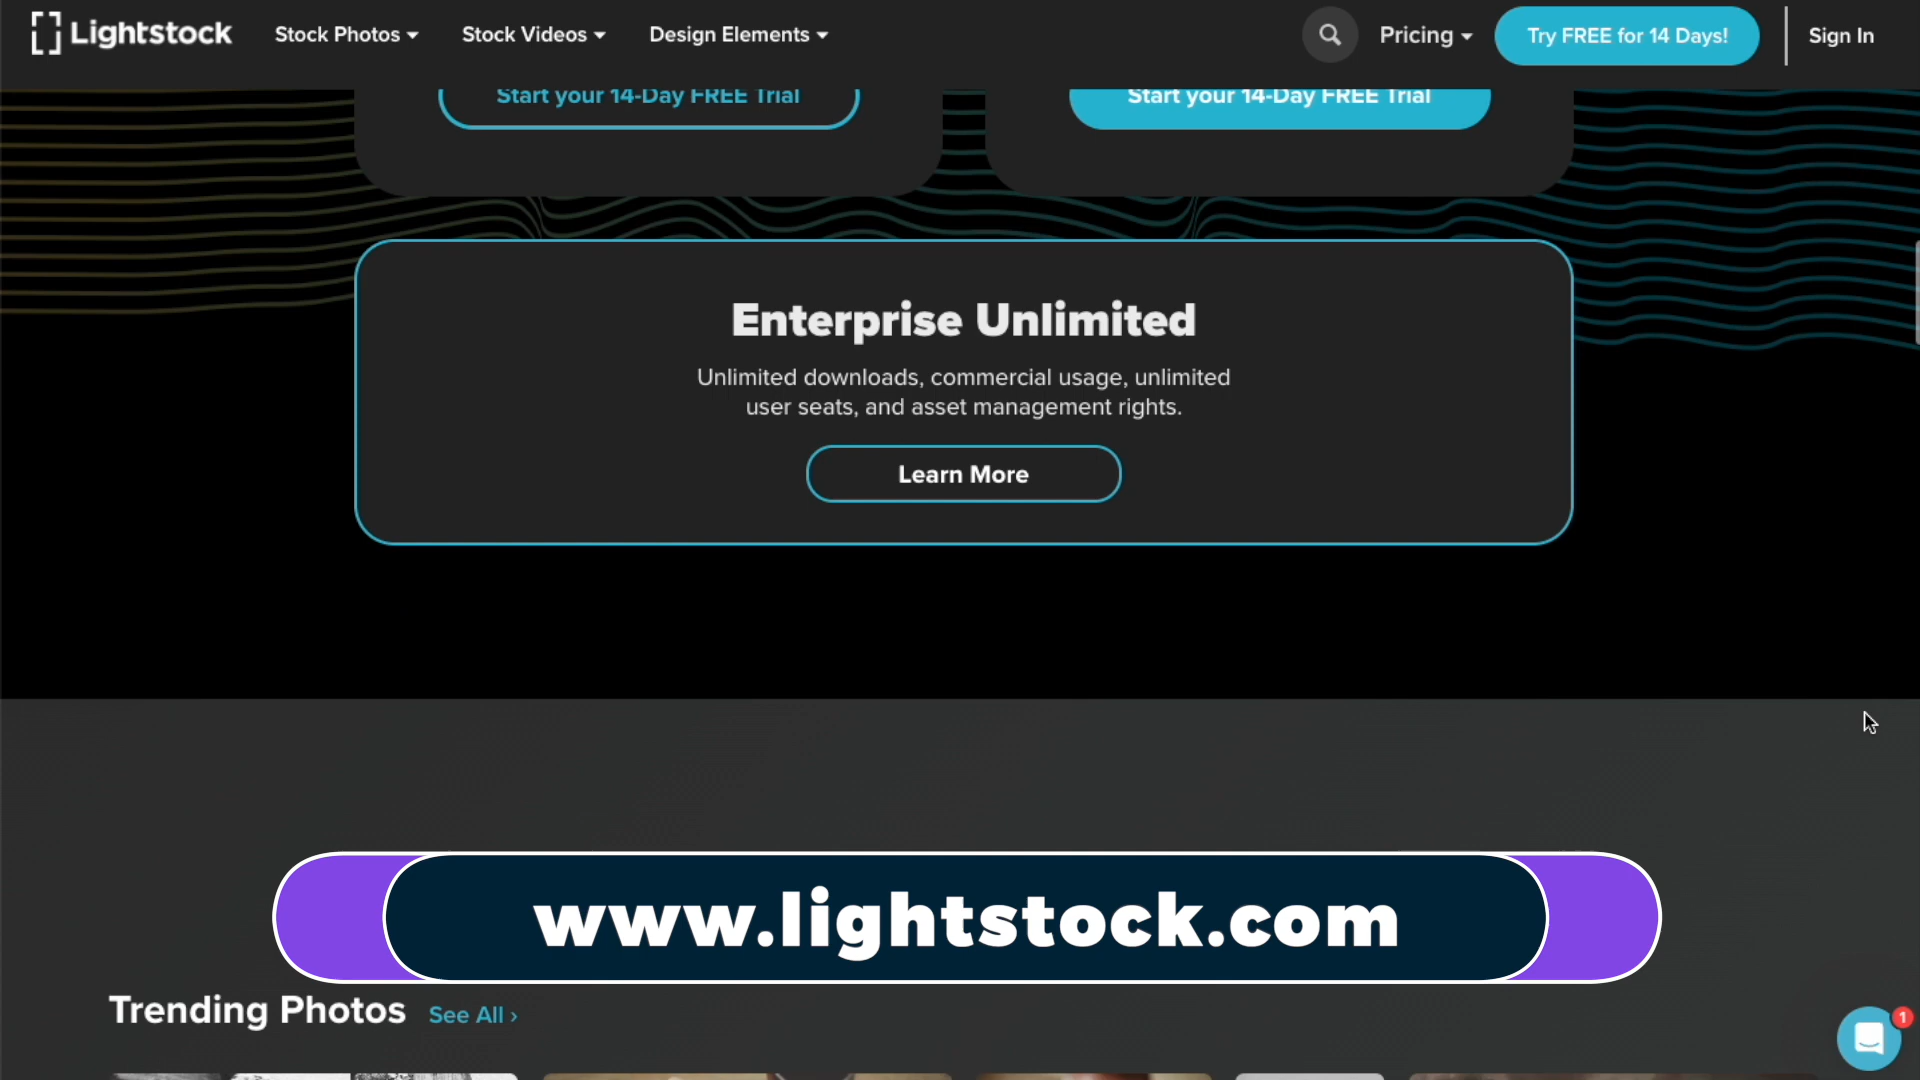 Lightstock
Stock Photos
Stock Videos
Design Elements
Pricing
Try FREE for 14 Days!
Sign In
Start your 14-Day FREE Trial
Start your 14-Day FREE Trial
Enterprise Unlimited
Unlimited downloads, commercial usage, unlimited
user seats, and asset management rights.
Learn More
www.lightstock.com
Trending Photos
See All ›
1